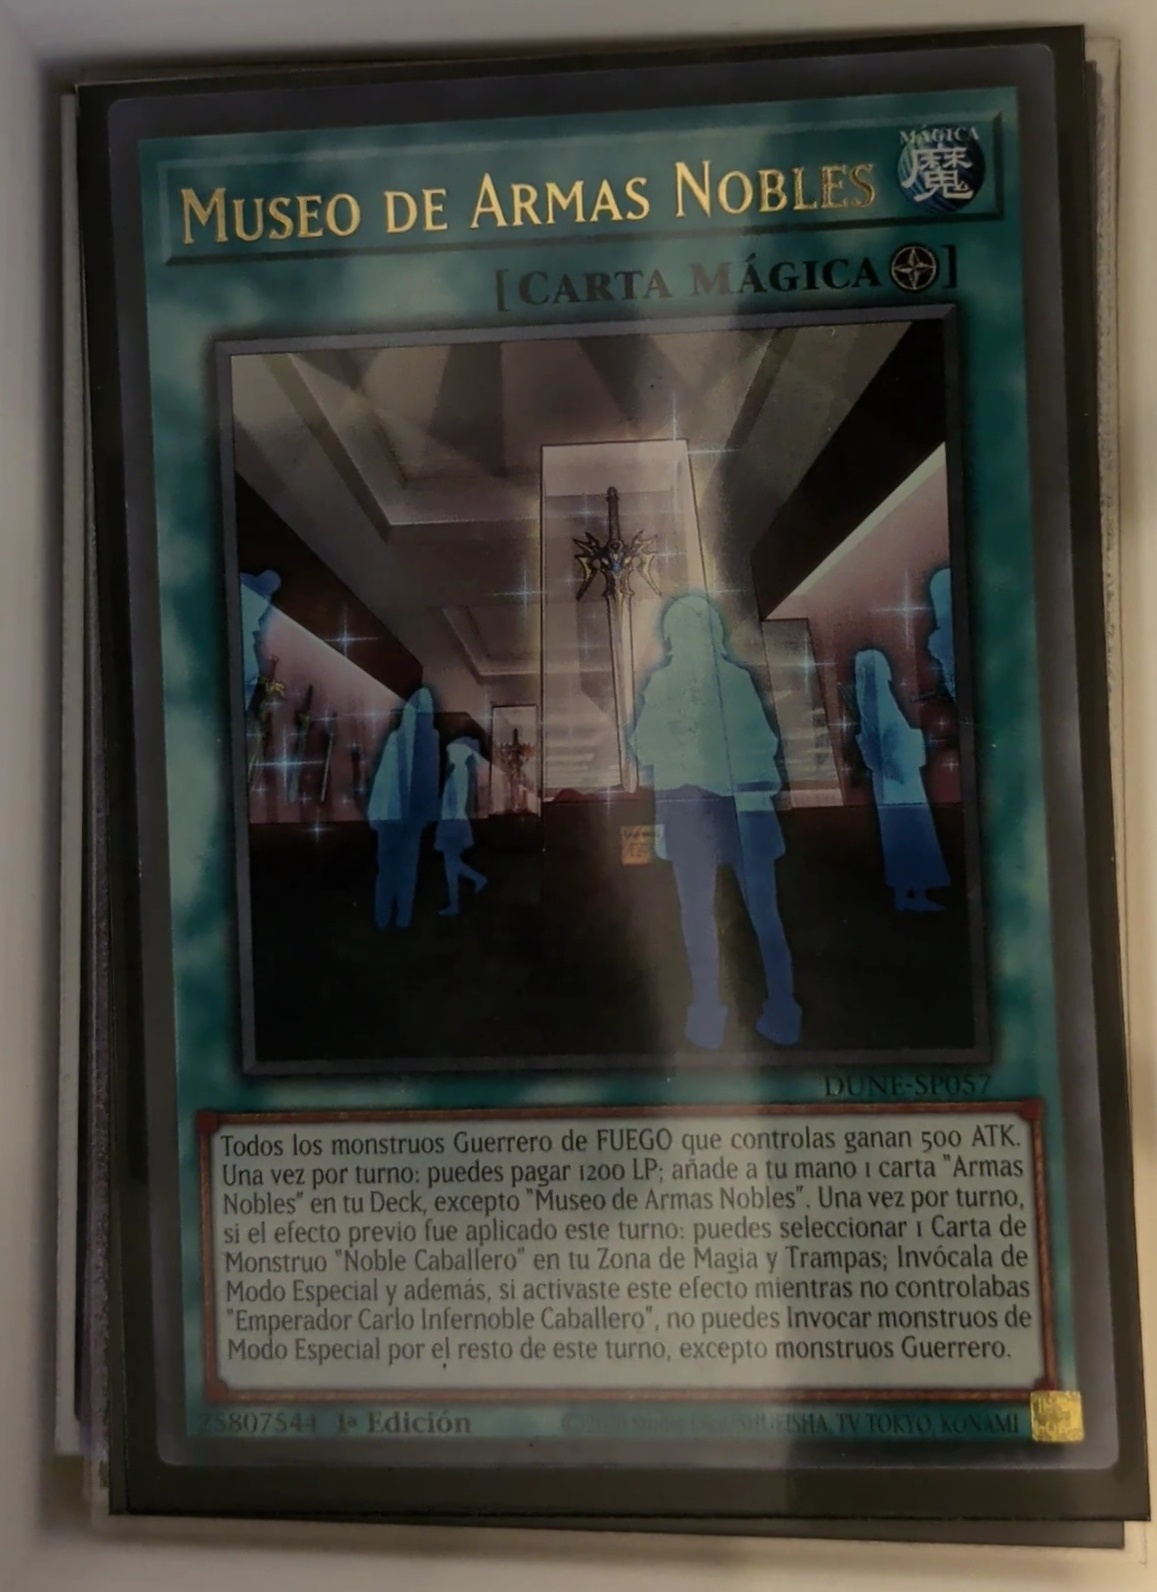 MUSEO DE ARMAS NOBLES
MÁGICA
魔
[CARTA MÁGICA]
DUNE-SP057
Todos los monstruos Guerrero de FUEGO que controlas ganan 500 ATK.
Una vez por turno: puedes pagar 1200 LP; añade a tu mano 1 carta "Armas
Nobles" en tu Deck, excepto "Museo de Armas Nobles". Una vez por turno,
si el efecto previo fue aplicado este turno: puedes seleccionar 1 Carta de
Monstruo "Noble Caballero" en tu Zona de Magia y Trampas; Invócala de
Modo Especial y además, si activaste este efecto mientras no controlabas
"Emperador Carlo Infernoble Caballero", no puedes Invocar monstruos de
Modo Especial por el resto de este turno, excepto monstruos Guerrero.
25807544 1ª Edición
©2020 Studio Dice/SHUEISHA, TV TOKYO, KONAMI